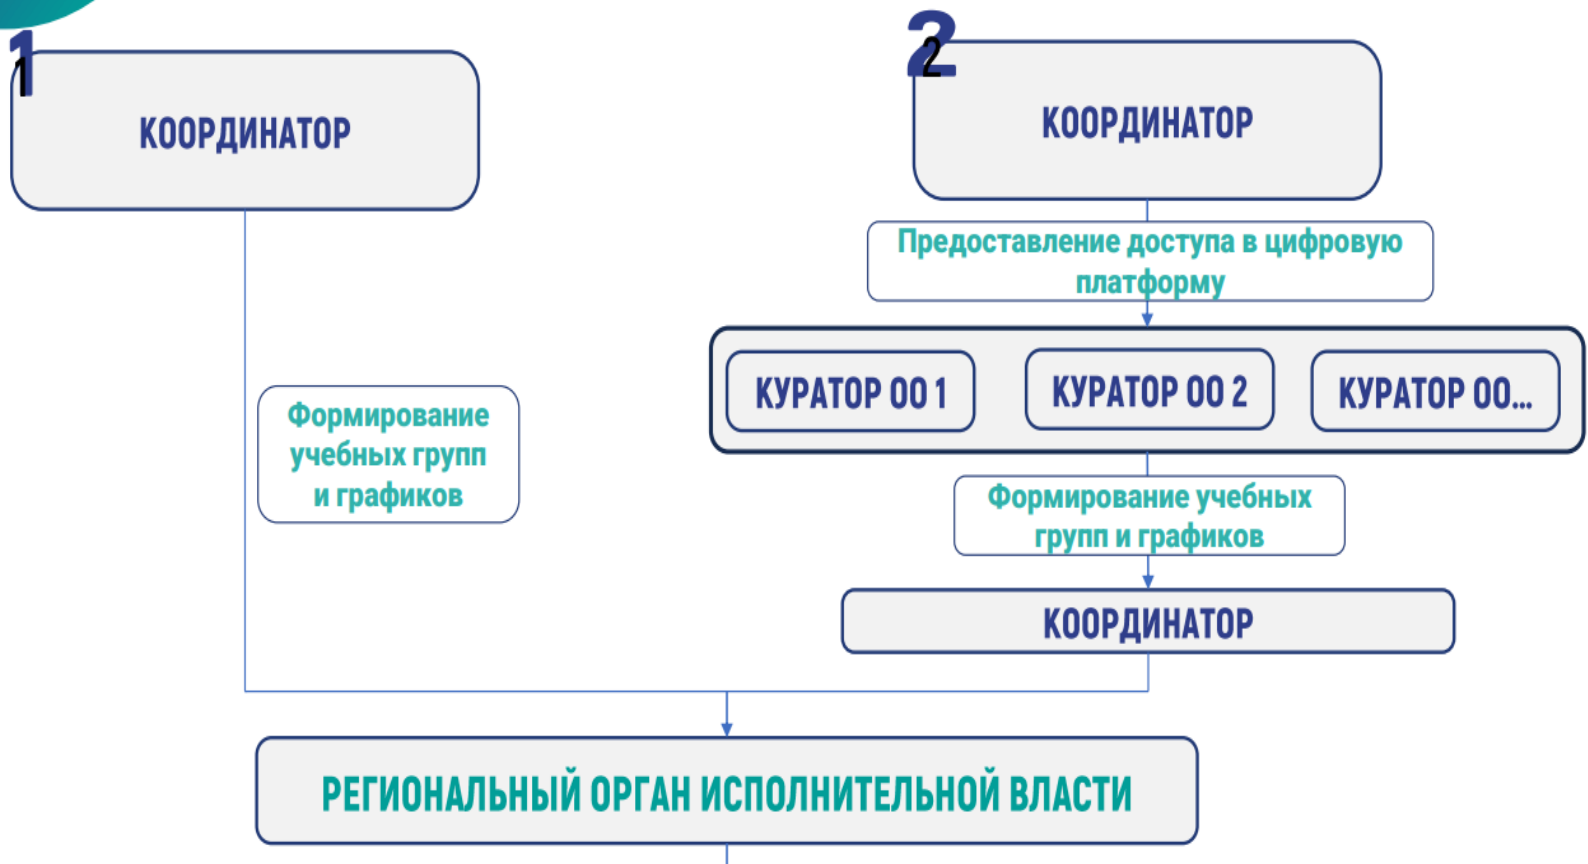 1
1
КООРДИНАТОР
Формирование
учебных групп
и графиков
2
2
КООРДИНАТОР
Предоставление доступа в цифровую
платформу
КУРАТОР ОО 1
КУРАТОР ОО 2
КУРАТОР ОО...
Формирование учебных
групп и графиков
КООРДИНАТОР
РЕГИОНАЛЬНЫЙ ОРГАН ИСПОЛНИТЕЛЬНОЙ ВЛАСТИ